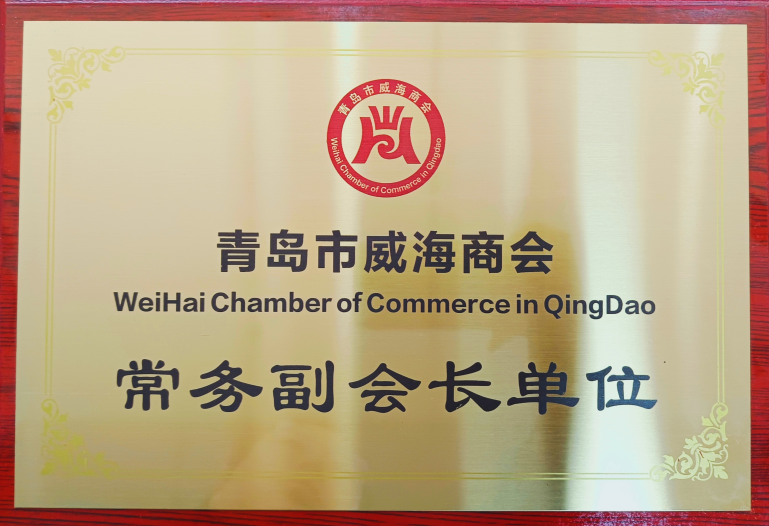 青岛市威海商会
Weihai Chamber of Commerce in Qingdao
青岛市威海商会
WeiHai Chamber of Commerce in QingDao
常务副会长单位